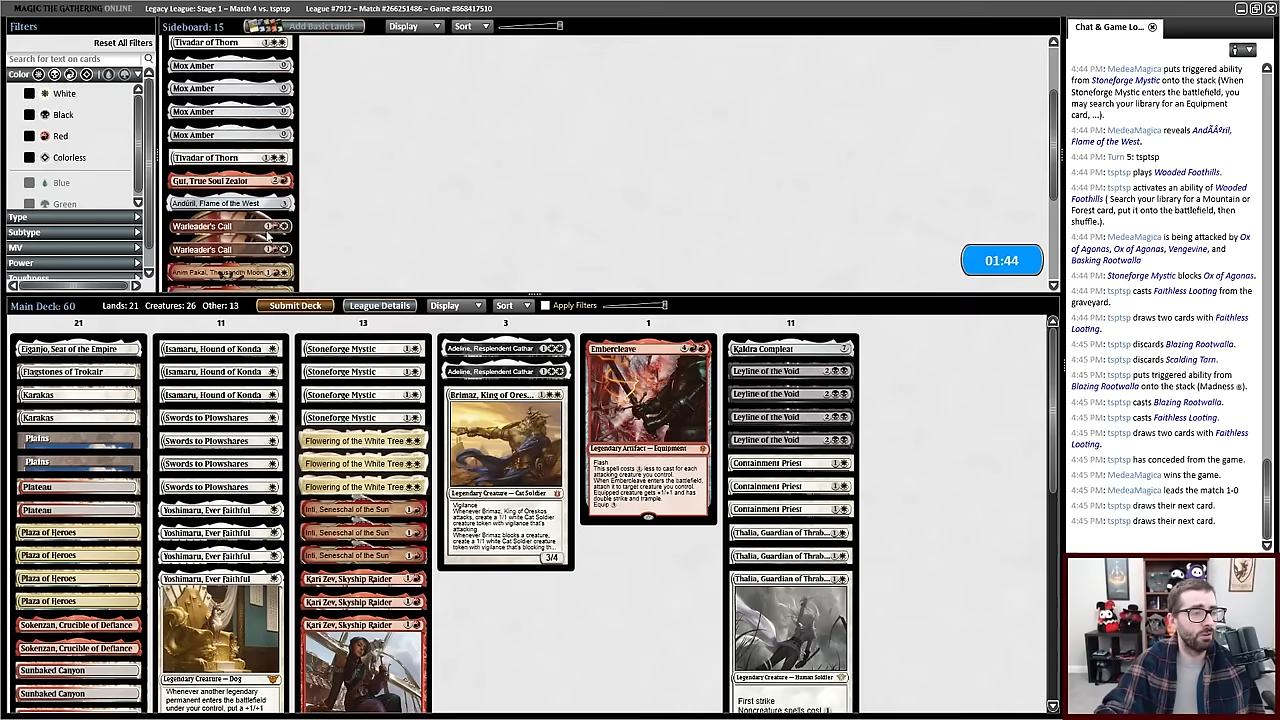 MAGIC THE GATHERING ONLINE
Legacy League: Stage 1 – Match 4 vs. tsptsp
League #7912 – Match #266251486 – Game #868417510
Filters
Reset All Filters
Search for text on cards
Color
White
Black
Red
Colorless
Blue
Green
Type
Subtype
MV
Power
Toughness
Sideboard: 15
Add Basic Lands
Display
Sort
Tivadar of Thorn
Mox Amber 0
Mox Amber 0
Mox Amber 0
Mox Amber 0
Tivadar of Thorn
Gut, True Soul Zealot
Andúril, Flame of the West 3
Warleader's Call
Warleader's Call
Anim Pakal, Thousandth Moon
01:44
Main Deck: 60
Lands: 21 Creatures: 26 Other: 13
Submit Deck
League Details
Display
Sort
Apply Filters
21
Eiganjo, Seat of the Empire
Flagstones of Trokair
Karakas
Karakas
Plains
Plains
Plateau
Plateau
Plaza of Heroes
Plaza of Heroes
Plaza of Heroes
Plaza of Heroes
Sokenzan, Crucible of Defiance
Sokenzan, Crucible of Defiance
Sunbaked Canyon
Sunbaked Canyon
11
Isamaru, Hound of Konda
Isamaru, Hound of Konda
Isamaru, Hound of Konda
Swords to Plowshares
Swords to Plowshares
Swords to Plowshares
Swords to Plowshares
Yoshimaru, Ever Faithful
Yoshimaru, Ever Faithful
Yoshimaru, Ever Faithful
Yoshimaru, Ever Faithful
Legendary Creature — Dog
Whenever another legendary
permanent enters the battlefield
under your control, put a +1/+1
13
Stoneforge Mystic
Stoneforge Mystic
Stoneforge Mystic
Stoneforge Mystic
Flowering of the White Tree
Flowering of the White Tree
Flowering of the White Tree
Inti, Seneschal of the Sun
Inti, Seneschal of the Sun
Inti, Seneschal of the Sun
Kari Zev, Skyship Raider
Kari Zev, Skyship Raider
Kari Zev, Skyship Raider
3
Adeline, Resplendent Cathar
Adeline, Resplendent Cathar
Brimaz, King of Ores...
Legendary Creature — Cat Soldier
Vigilance
Whenever Brimaz, King of Oreskos
attacks, create a 1/1 white Cat Soldier
creature token with vigilance that's
attacking.
Whenever Brimaz blocks a creature,
create a 1/1 white Cat Soldier creature
token with vigilance that's blocking th...
3/4
1
Embercleave
Legendary Artifact — Equipment
Flash
This spell costs 1 less to cast for each
attacking creature you control.
When Embercleave enters the battlefield,
attach it to target creature you control.
Equipped creature gets +1/+1 and has
double strike and trample.
Equip 3
11
Kaldra Compleat 7
Leyline of the Void
Leyline of the Void
Leyline of the Void
Leyline of the Void
Containment Priest
Containment Priest
Containment Priest
Thalia, Guardian of Thrab...
Thalia, Guardian of Thrab...
Thalia, Guardian of Thrab...
Legendary Creature — Human Soldier
First strike
Noncreature spells cost 1
Chat & Game Lo...
4:44 PM: MedeaMagica puts triggered ability
from Stoneforge Mystic onto the stack (When
Stoneforge Mystic enters the battlefield, you
may search your library for an Equipment
card, ...).
4:44 PM: MedeaMagica reveals AndÃÂºril,
Flame of the West.
4:44 PM: Turn 5: tsptsp
4:44 PM: tsptsp plays Wooded Foothills.
4:44 PM: tsptsp activates an ability of Wooded
Foothills ( Search your library for a Mountain or
Forest card, put it onto the battlefield, then
shuffle.).
4:44 PM: MedeaMagica is being attacked by Ox
of Agonas, Ox of Agonas, Vengevine, and
Basking Rootwalla
4:44 PM: Stoneforge Mystic blocks Ox of Agonas.
4:44 PM: tsptsp casts Faithless Looting from the
graveyard.
4:44 PM: tsptsp draws two cards with Faithless
Looting.
4:45 PM: tsptsp discards Blazing Rootwalla.
4:45 PM: tsptsp discards Scalding Tarn.
4:45 PM: tsptsp puts triggered ability from
Blazing Rootwalla onto the stack (Madness).
4:45 PM: tsptsp casts Blazing Rootwalla.
4:45 PM: tsptsp casts Faithless Looting.
4:45 PM: tsptsp draws two cards with Faithless
Looting.
4:45 PM: tsptsp has conceded from the game.
4:45 PM: MedeaMagica wins the game.
4:45 PM: MedeaMagica leads the match 1-0
4:45 PM: tsptsp draws their next card.
4:45 PM: tsptsp draws their next card.